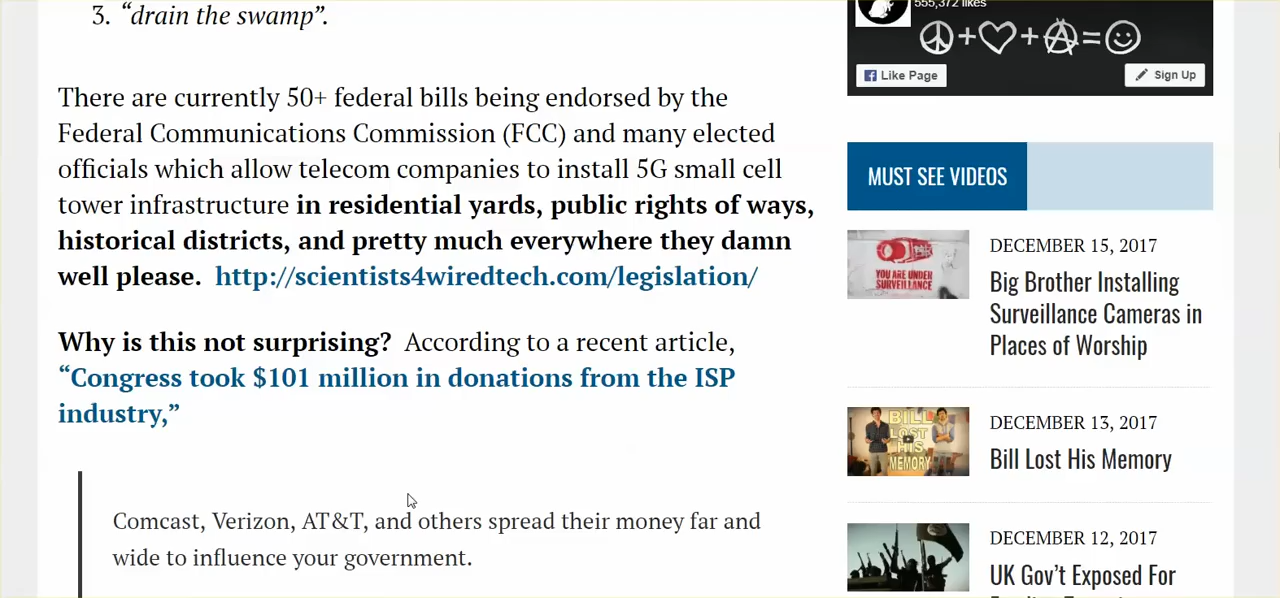 3. “drain the swamp”.
There are currently 50+ federal bills being endorsed by the
Federal Communications Commission (FCC) and many elected
officials which allow telecom companies to install 5G small cell
tower infrastructure in residential yards, public rights of ways,
historical districts, and pretty much everywhere they damn
well please. http://scientists4wiredtech.com/legislation/
Why is this not surprising? According to a recent article,
“Congress took $101 million in donations from the ISP
industry,”
Comcast, Verizon, AT&T, and others spread their money far and
wide to influence your government.
555,372 likes
Like Page
Sign Up
MUST SEE VIDEOS
YOU ARE UNDER
SURVEILLANCE
DECEMBER 15, 2017
Big Brother Installing
Surveillance Cameras in
Places of Worship
BILL
LOST
HIS
MEMORY
DECEMBER 13, 2017
Bill Lost His Memory
DECEMBER 12, 2017
UK Gov’t Exposed For